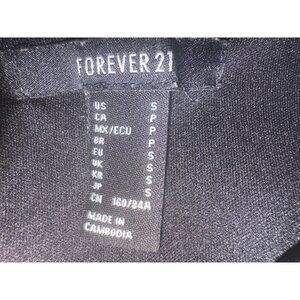 FOREVER 21
US S
CA P
MX/ECU P
BR P
EU S
UK S
KR S
JP S
CN 160/84A
MADE IN
CAMBODIA